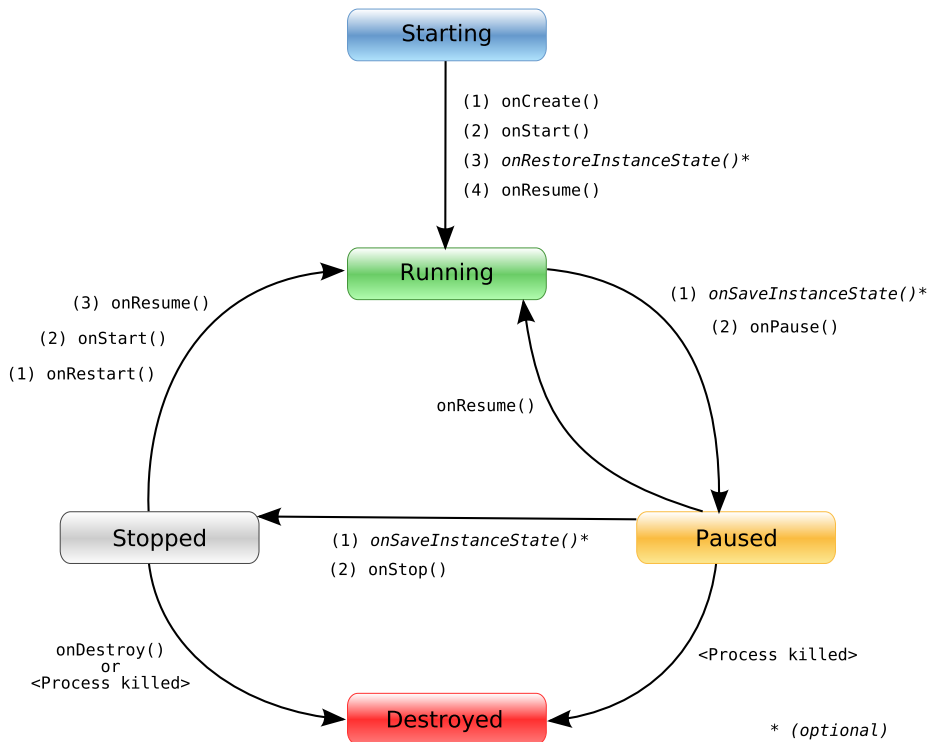 Starting
(1) onCreate()
(2) onStart()
(3) onRestoreInstanceState()*
(4) onResume()
Running
(1) onSaveInstanceState()*
(2) onPause()
(3) onResume()
(2) onStart()
(1) onRestart()
onResume()
Stopped
Paused
(1) onSaveInstanceState()*
(2) onStop()
onDestroy()
or
<Process killed>
<Process killed>
Destroyed
* (optional)